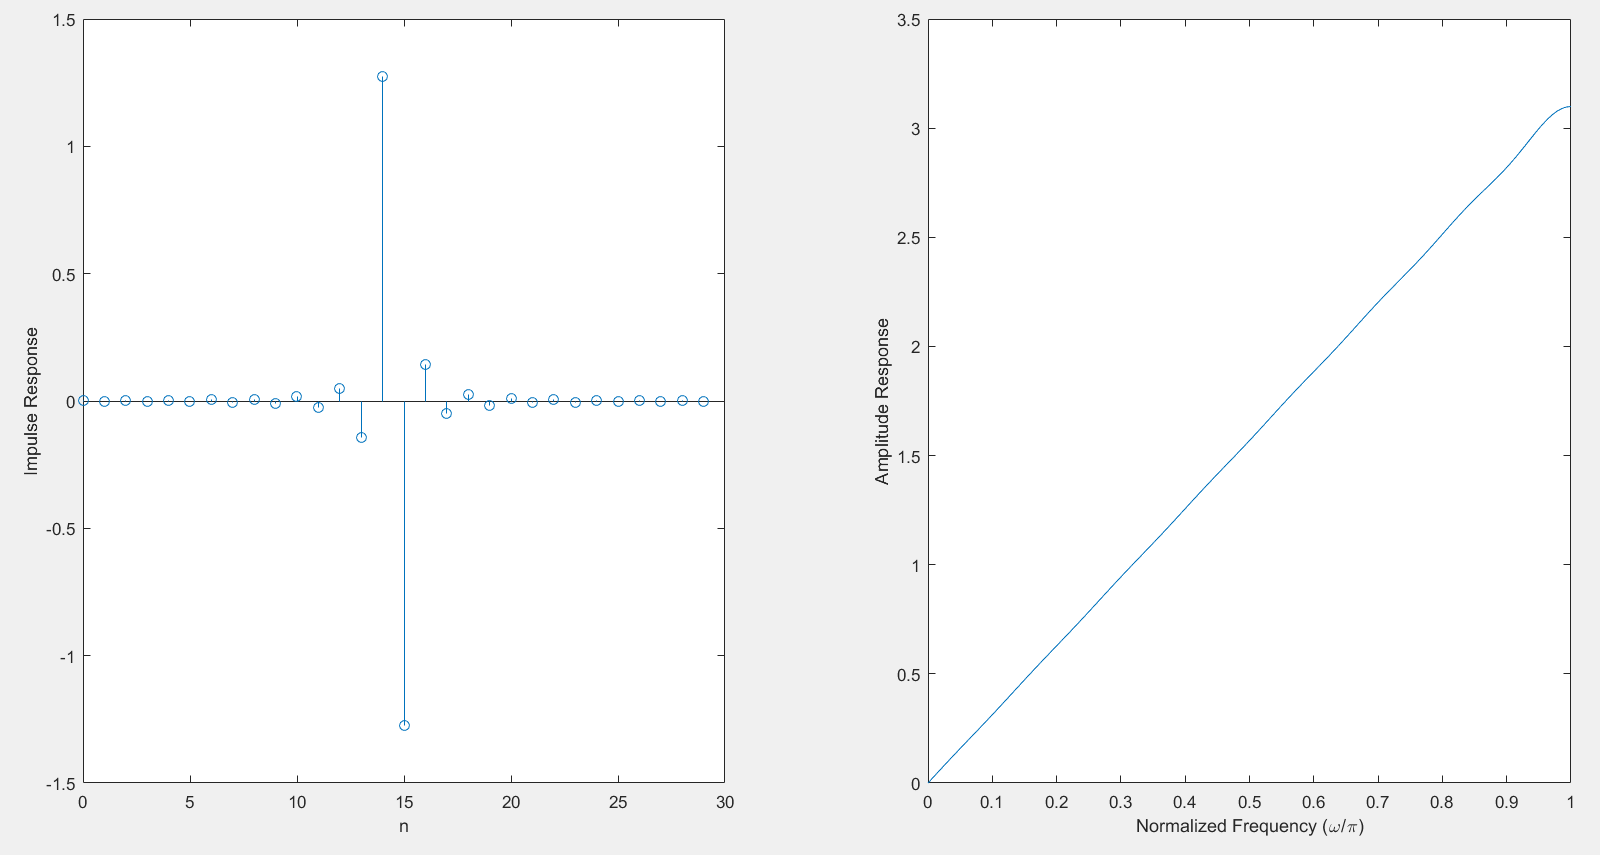 1.5
1
0.5
0
-0.5
-1
-1.5
0 5 10 15 20 25 30
n
Impulse Response
3.5
3
2.5
2
1.5
1
0.5
0
0 0.1 0.2 0.3 0.4 0.5 0.6 0.7 0.8 0.9 1
Normalized Frequency (ω/π)
Amplitude Response